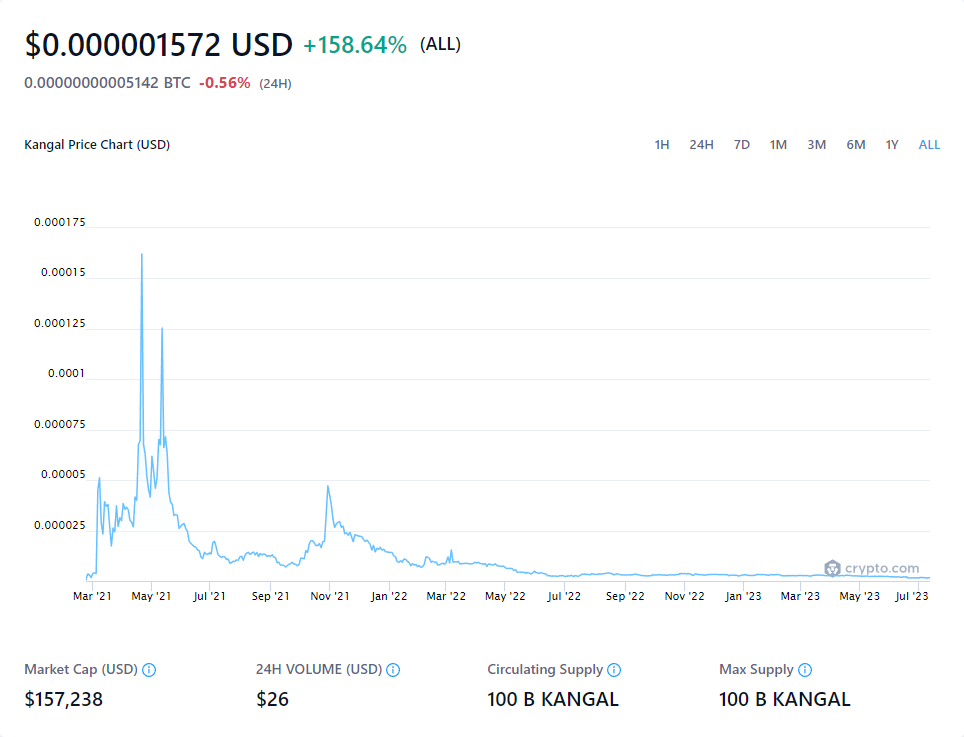 $0.000001572 USD +158.64% (ALL)
0.00000000005142 BTC -0.56% (24H)
Kangal Price Chart (USD) 1H 24H 7D 1M 3M 6M 1Y ALL
0.000175
0.00015
0.000125
0.0001
0.000075
0.00005
0.000025
crypto.com
Mar '21 May '21 Jul '21 Sep '21 Nov '21 Jan '22 Mar '22 May '22 Jul '22 Sep '22 Nov '22 Jan '23 Mar '23 May '23 Jul '23
Market Cap (USD) 24H VOLUME (USD) Circulating Supply Max Supply
$157,238 $26 100 B KANGAL 100 B KANGAL